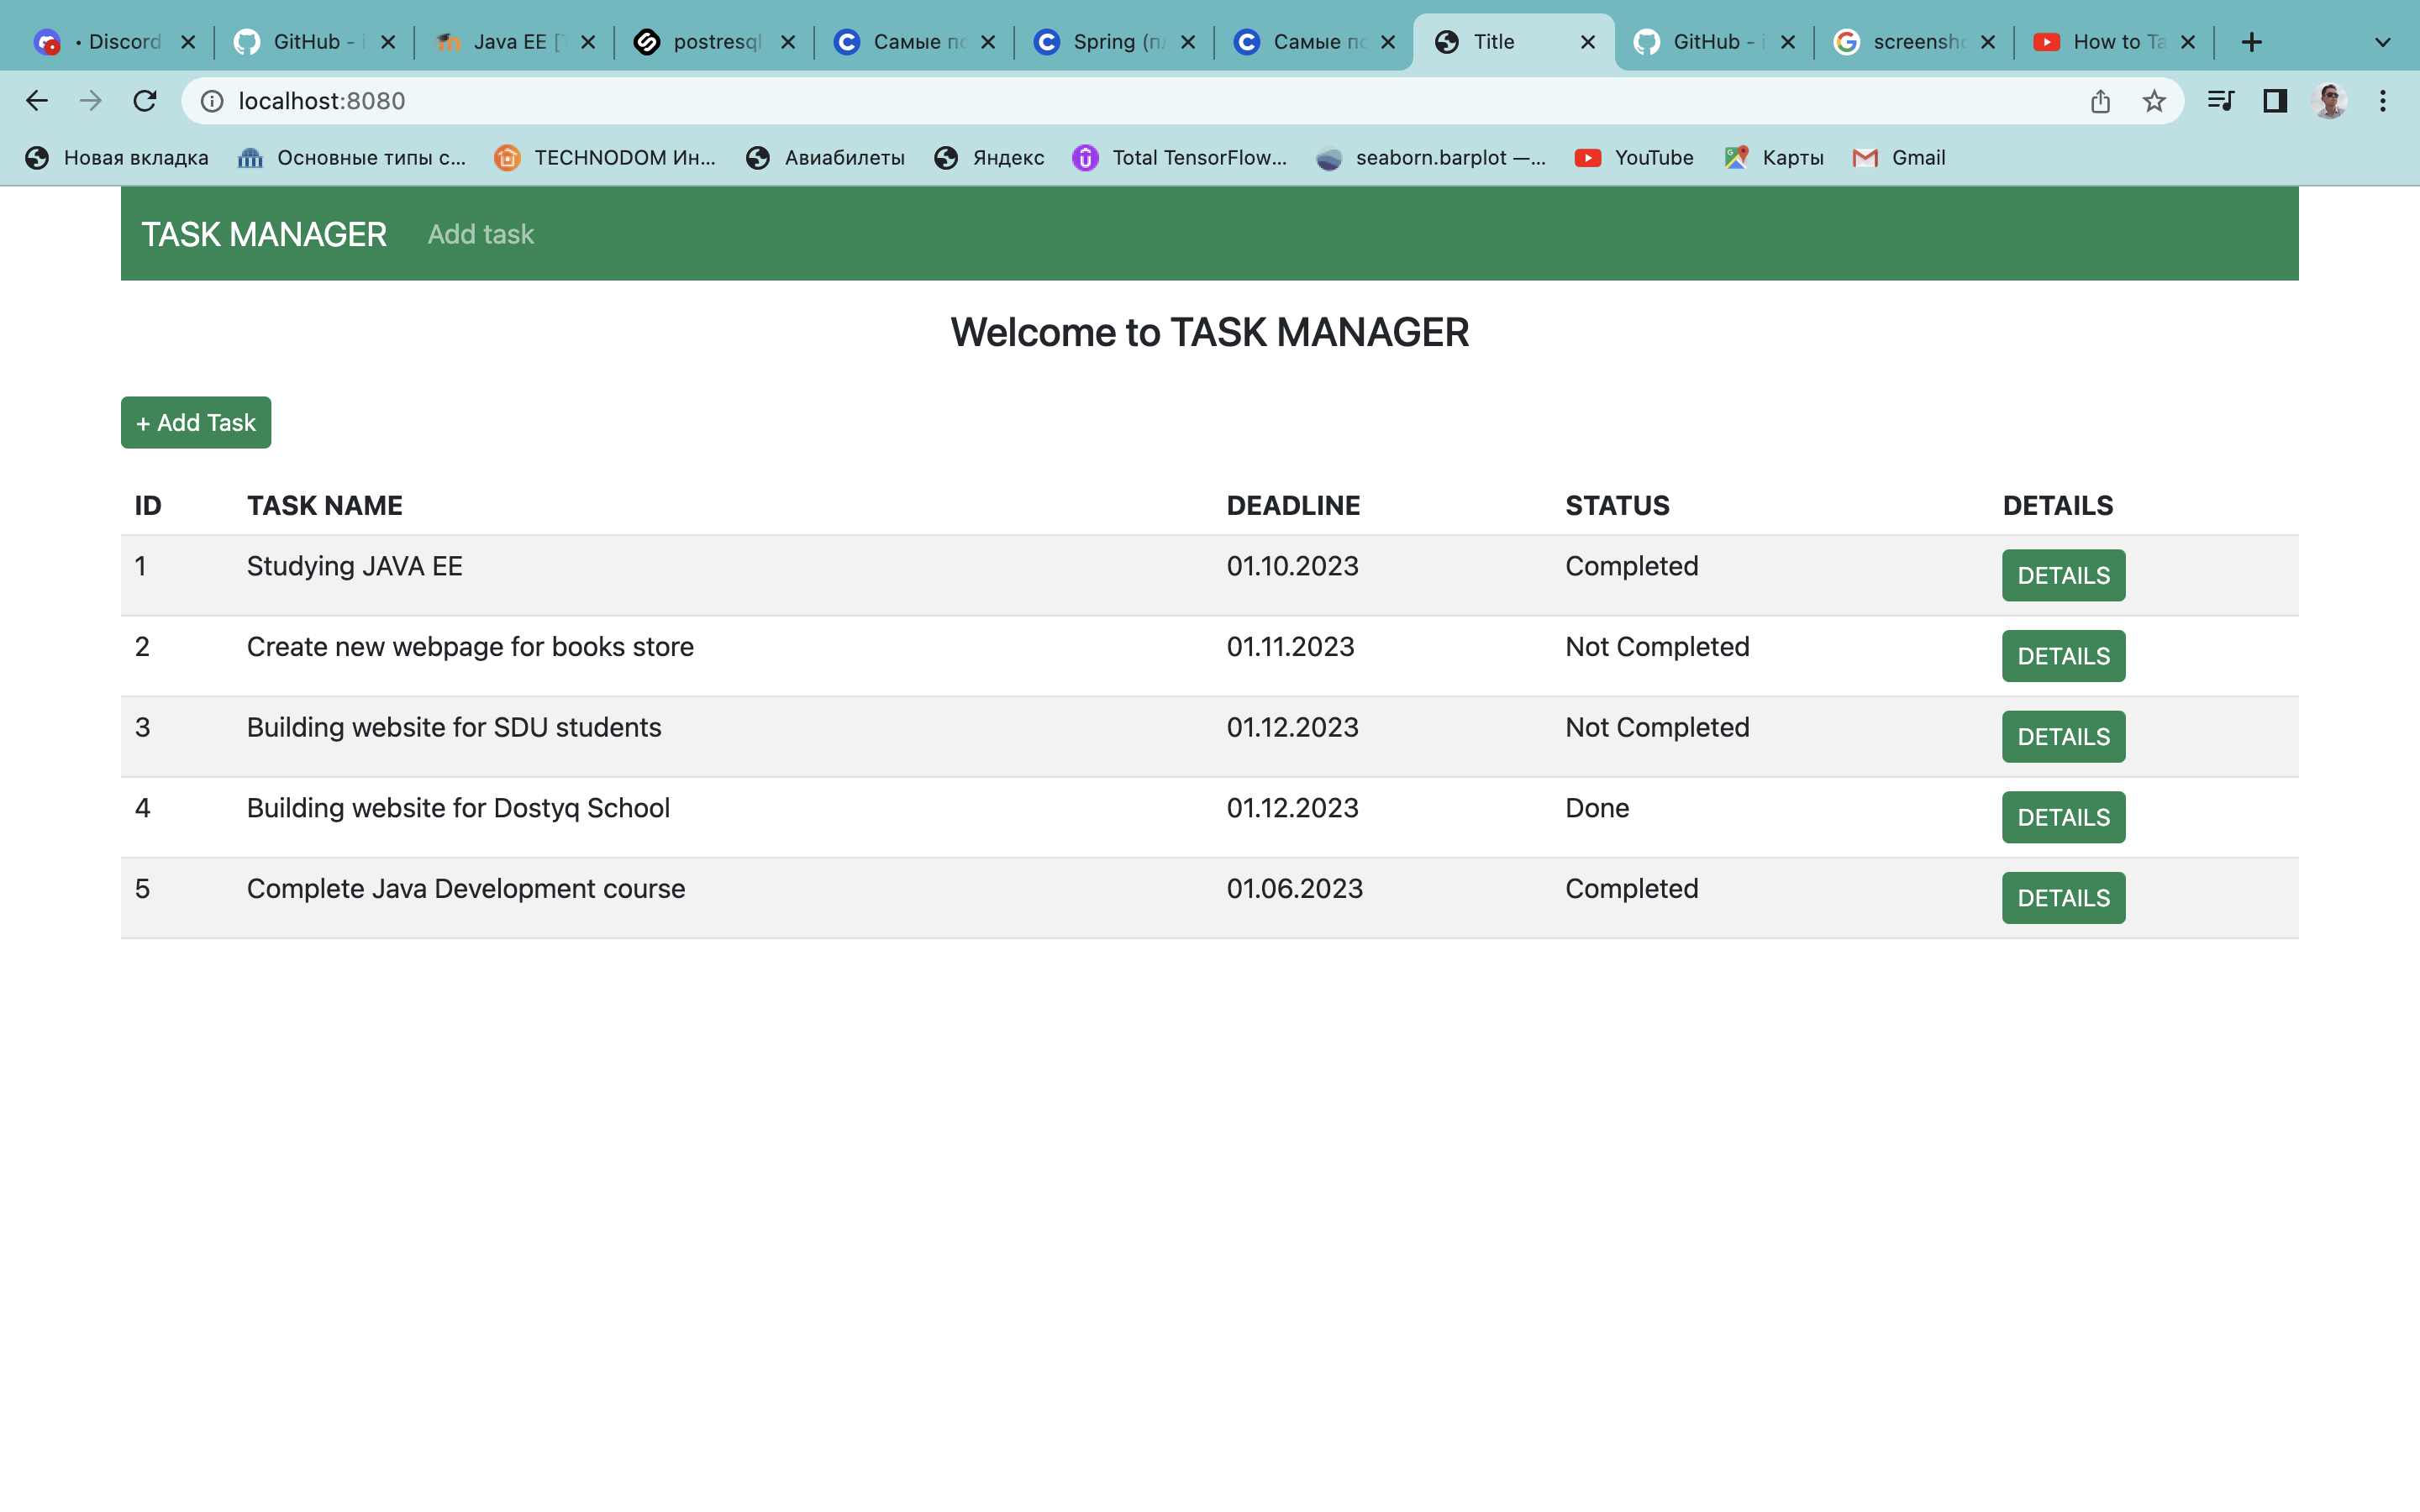 • Discord GitHub - Java EE postresql Самые Spring Самые Title GitHub - How to
localhost:8080
Новая вкладка Основные типы с... TECHNODOM Ин... Авиабилеты Яндекс Total TensorFlow... seaborn.barplot —... YouTube Карты Gmail
TASK MANAGER Add task
Welcome to TASK MANAGER
+ Add Task
ID TASK NAME DEADLINE STATUS DETAILS
1 Studying JAVA EE 01.10.2023 Completed DETAILS
2 Create new webpage for books store 01.11.2023 Not Completed DETAILS
3 Building website for SDU students 01.12.2023 Not Completed DETAILS
4 Building website for Dostyq School 01.12.2023 Done DETAILS
5 Complete Java Development course 01.06.2023 Completed DETAILS